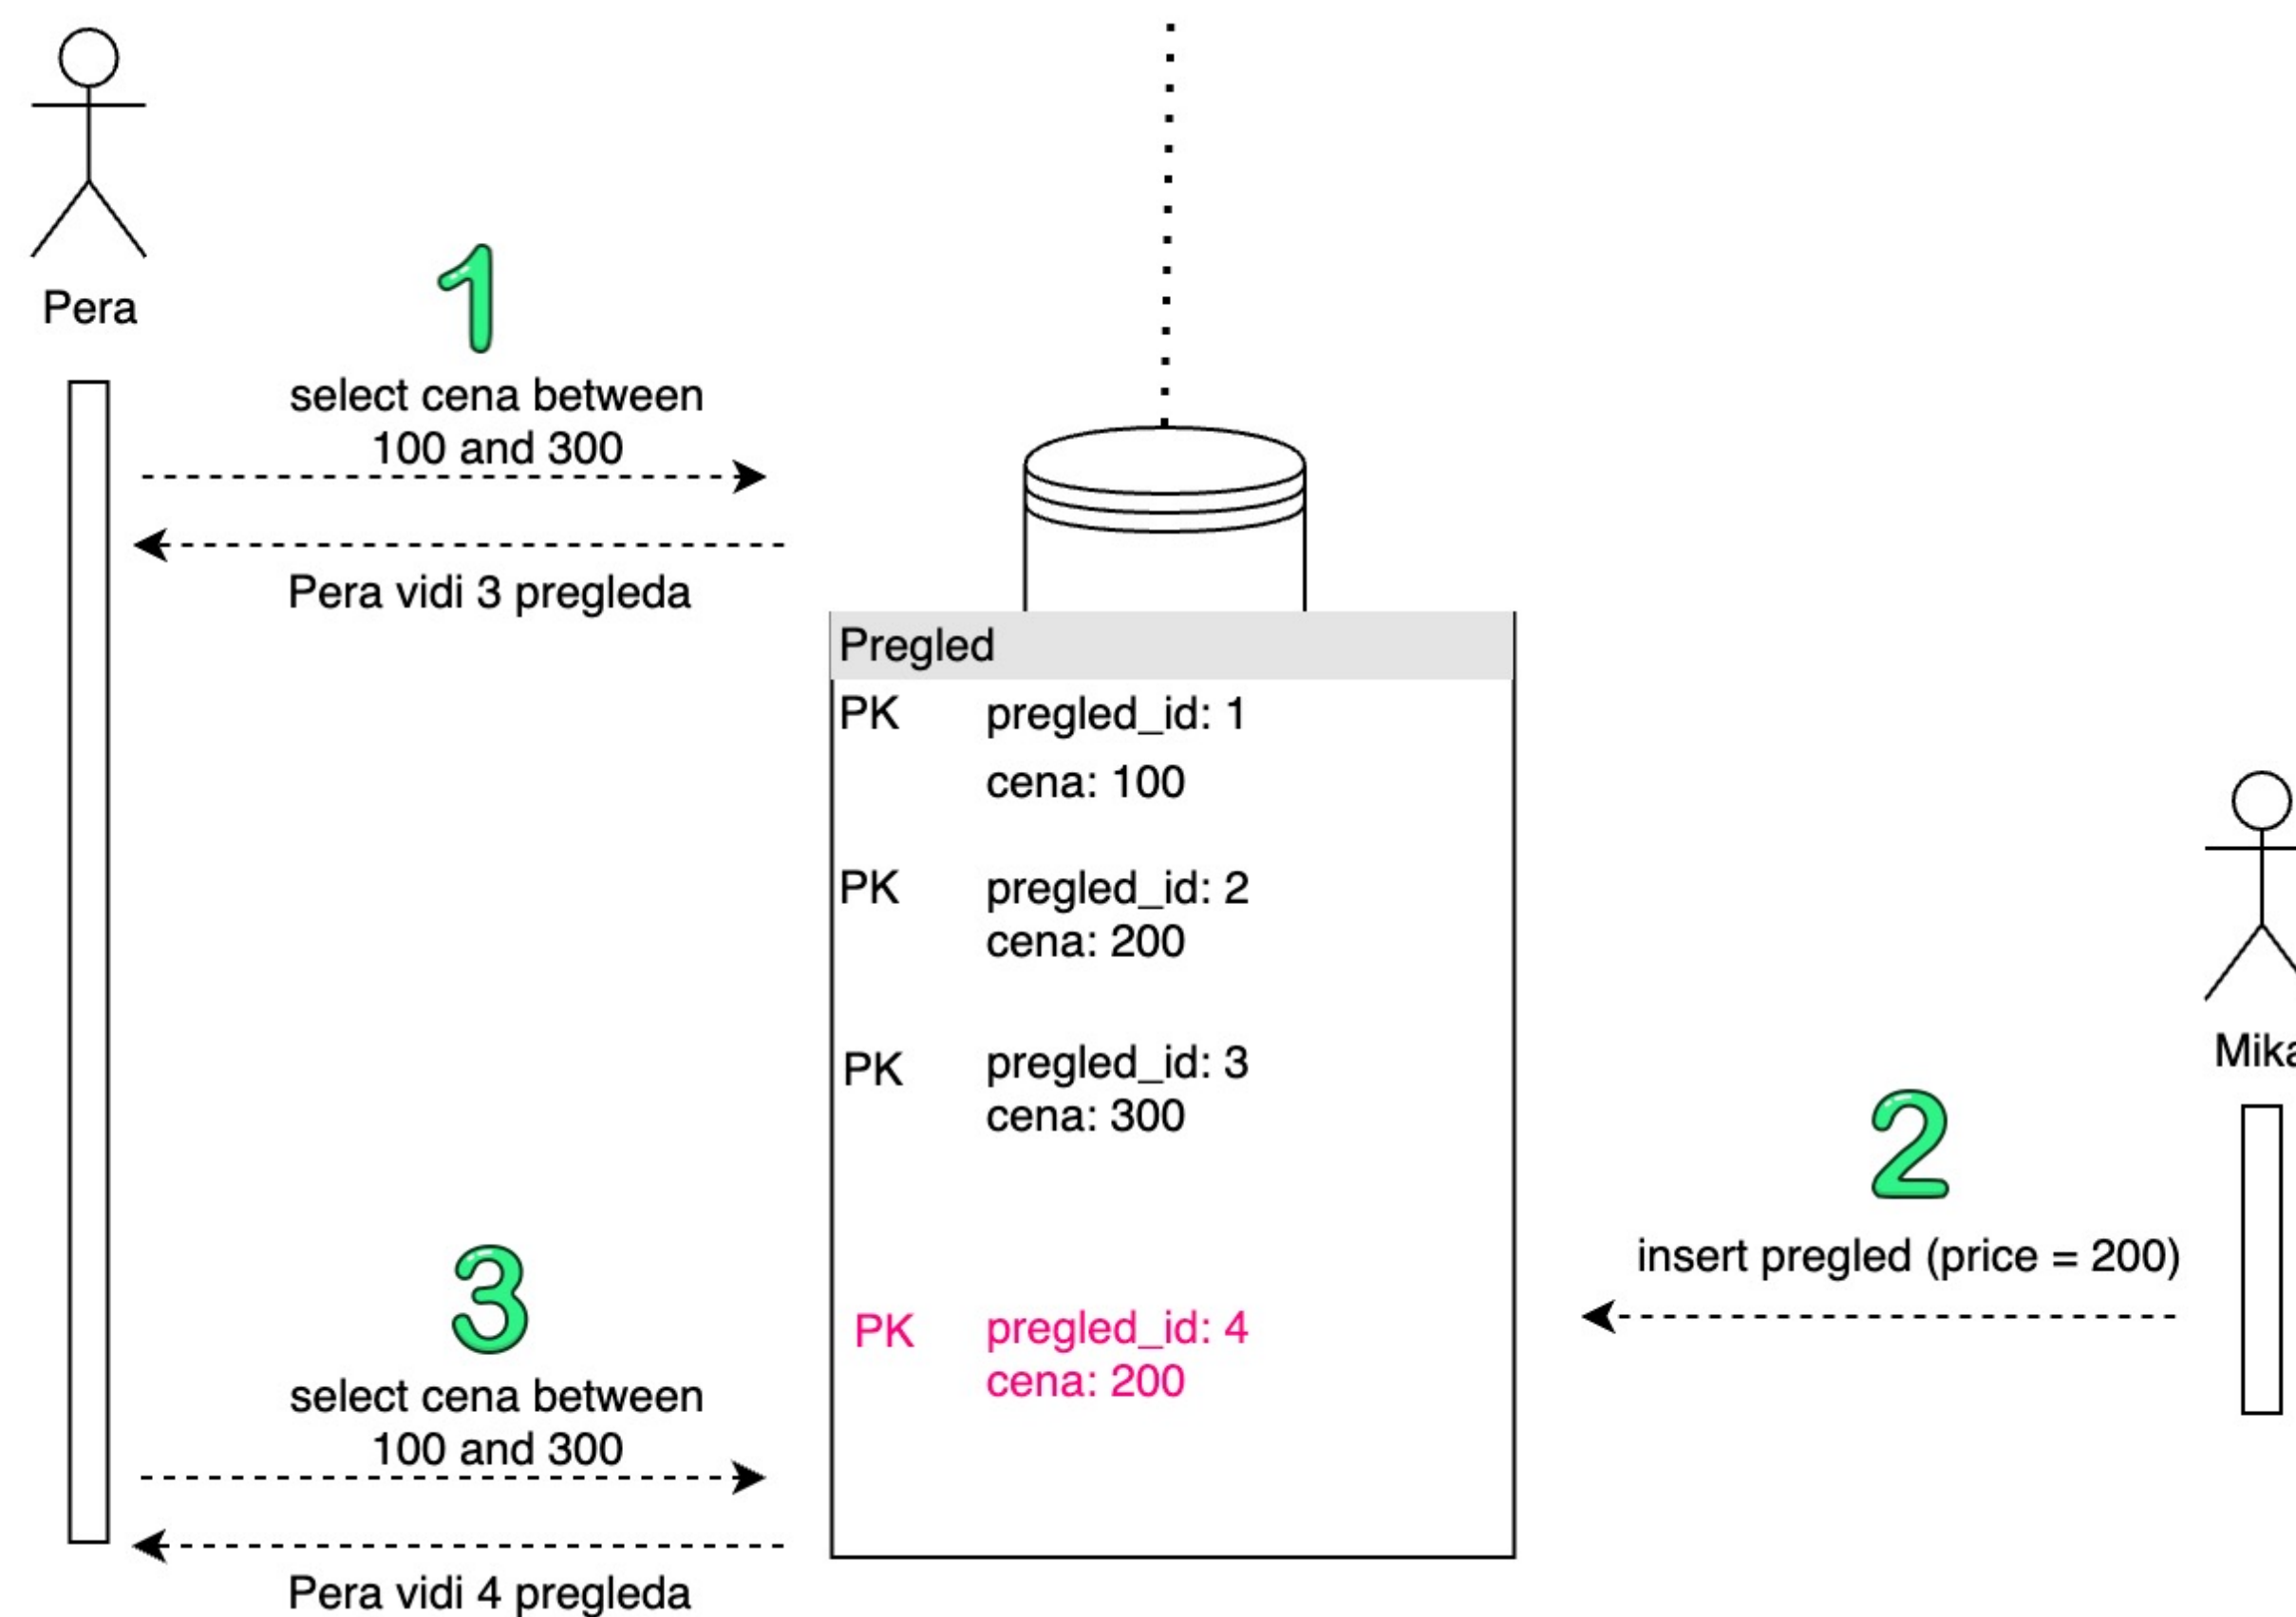 Pera
1
select cena between
100 and 300
Pera vidi 3 pregleda
Pregled
PK pregled_id: 1
cena: 100
PK pregled_id: 2
cena: 200
PK pregled_id: 3
cena: 300
Mika
2
insert pregled (price = 200)
PK pregled_id: 4
cena: 200
3
select cena between
100 and 300
Pera vidi 4 pregleda